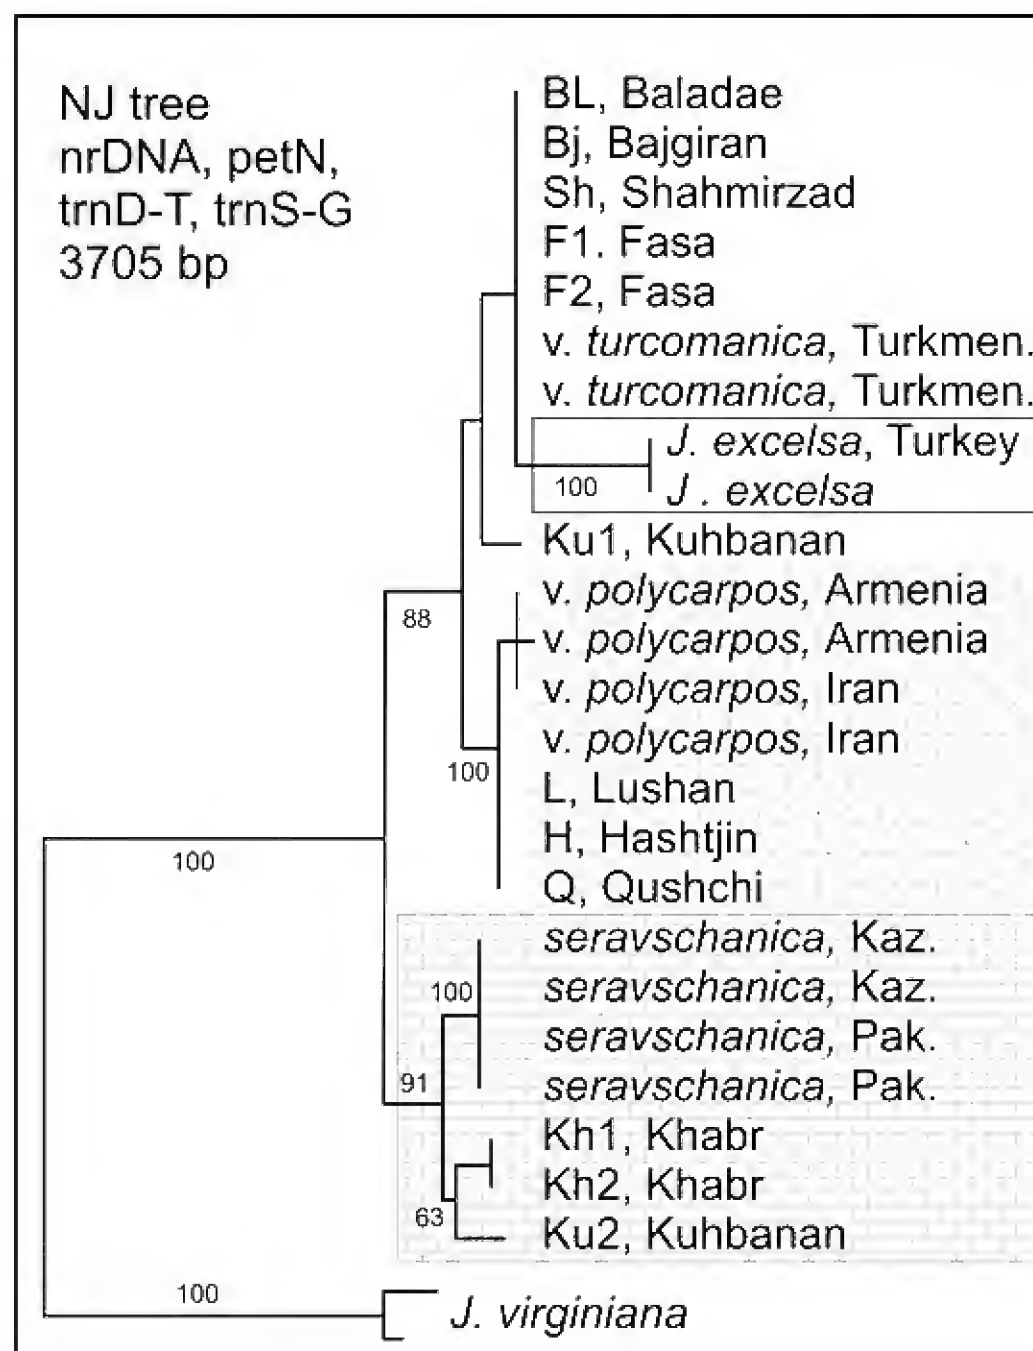 NJ tree
nrDNA, petN,
trnD-T, trnS-G
3705 bp
BL, Baladae
Bj, Bajgiran
Sh, Shahmirzad
F1. Fasa
F2, Fasa
v. turcomanica, Turkmen.
v. turcomanica, Turkmen.
J. excelsa, Turkey
100
J . excelsa
Ku1, Kuhbanan
v. polycarpos, Armenia
88
v. polycarpos, Armenia
v. polycarpos, Iran
v. polycarpos, Iran
100
L, Lushan
H, Hashtjin
100
Q, Qushchi
seravschanica, Kaz.
100
seravschanica, Kaz.
seravschanica, Pak.
91
seravschanica, Pak.
Kh1, Khabr
Kh2, Khabr
63
Ku2, Kuhbanan
100
J. virginiana